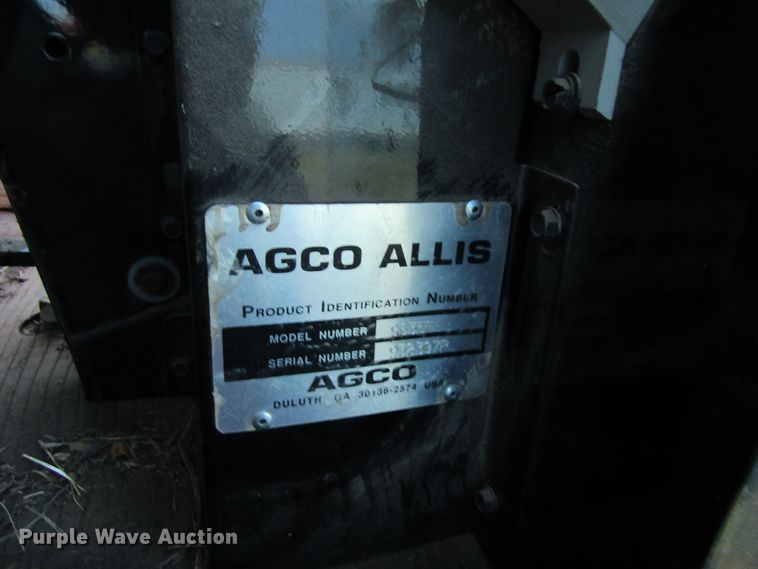 AGCO ALLIS
PRODUCT IDENTIFICATION NUMBER
MODEL NUMBER
SERIAL NUMBER
AGCO
DULUTH, GA 30136-2574 USA
Purple Wave Auction